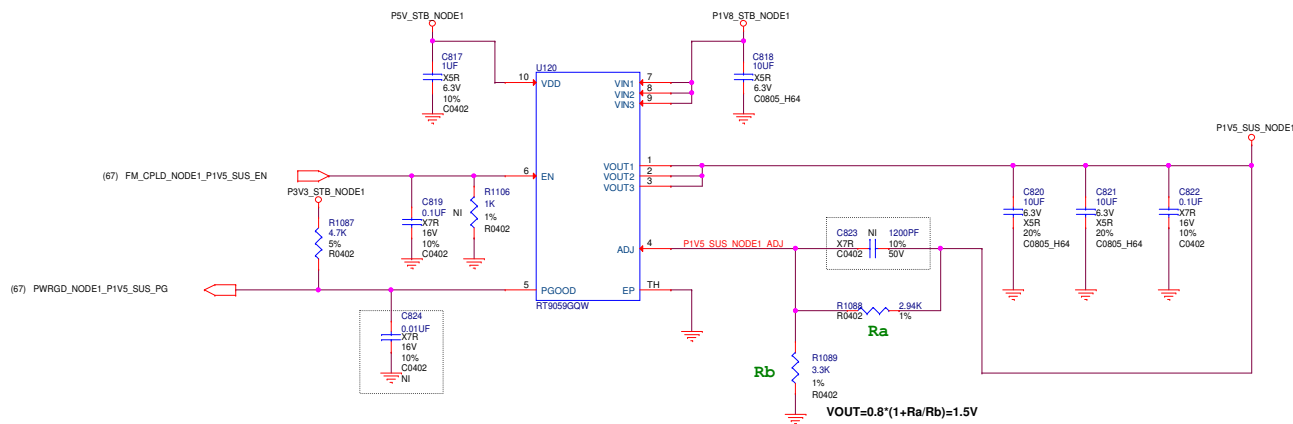 P5V_STB_NODE1
P1V8_STB_NODE1
C817
1UF
X5R
6.3V
10%
C0402
U120
10
VDD
VIN1
VIN2
VIN3
7
8
9
C818
10UF
X5R
6.3V
10%
C0805_H64
P1V5_SUS_NODE1
VOUT1
VOUT2
VOUT3
1
2
3
(67) FM_CPLD_NODE1_P1V5_SUS_EN
6
EN
P3V3_STB_NODE1
R1087
4.7K
5%
R0402
C819
0.1UF
X7R
16V
10%
C0402
NI
R1106
1K
1%
R0402
C820
10UF
6.3V
X5R
20%
C0805_H64
C821
10UF
6.3V
X5R
20%
C0805_H64
C822
0.1UF
X7R
16V
10%
C0402
ADJ
4
P1V5_SUS_NODE1_ADJ
C823 NI 1200PF
X7R 10%
C0402 50V
(67) PWRGD_NODE1_P1V5_SUS_PG
5
PGOOD
EP
TH
RT9059GQW
R1088 2.94K
R0402 1%
Ra
C824
0.01UF
X7R
16V
10%
C0402
NI
Rb
R1089
3.3K
1%
R0402
VOUT=0.8*(1+Ra/Rb)=1.5V